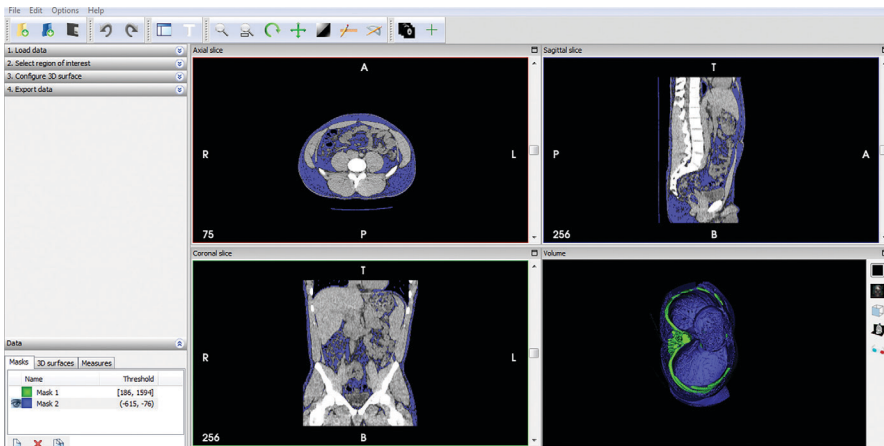 File Edit Options Help
1. Load data
2. Select region of interest
3. Configure 3D surface
4. Export data
Axial slice
A
R
L
75
P
Sagittal slice
T
P
A
256
B
Coronal slice
T
R
L
256
B
Volume
Data
Masks 3D surfaces Measures
Name Threshold
Mask 1 [186, 1594]
Mask 2 (-615, -76)